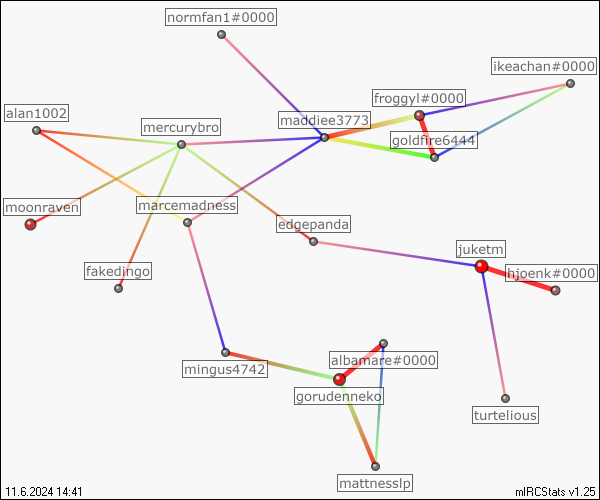 normfan1#0000
ikeachan#0000
froggyl#0000
alan1002
maddiee3773
mercurybro
goldfire6444
moonraven
marcemadness
edgepanda
juketm
fakedingo
hjoenk#0000
albamare#0000
mingus4742
gorudenneko
turtelious
mattnesslp
11.6.2024 14:41
mIRCStats v1.25